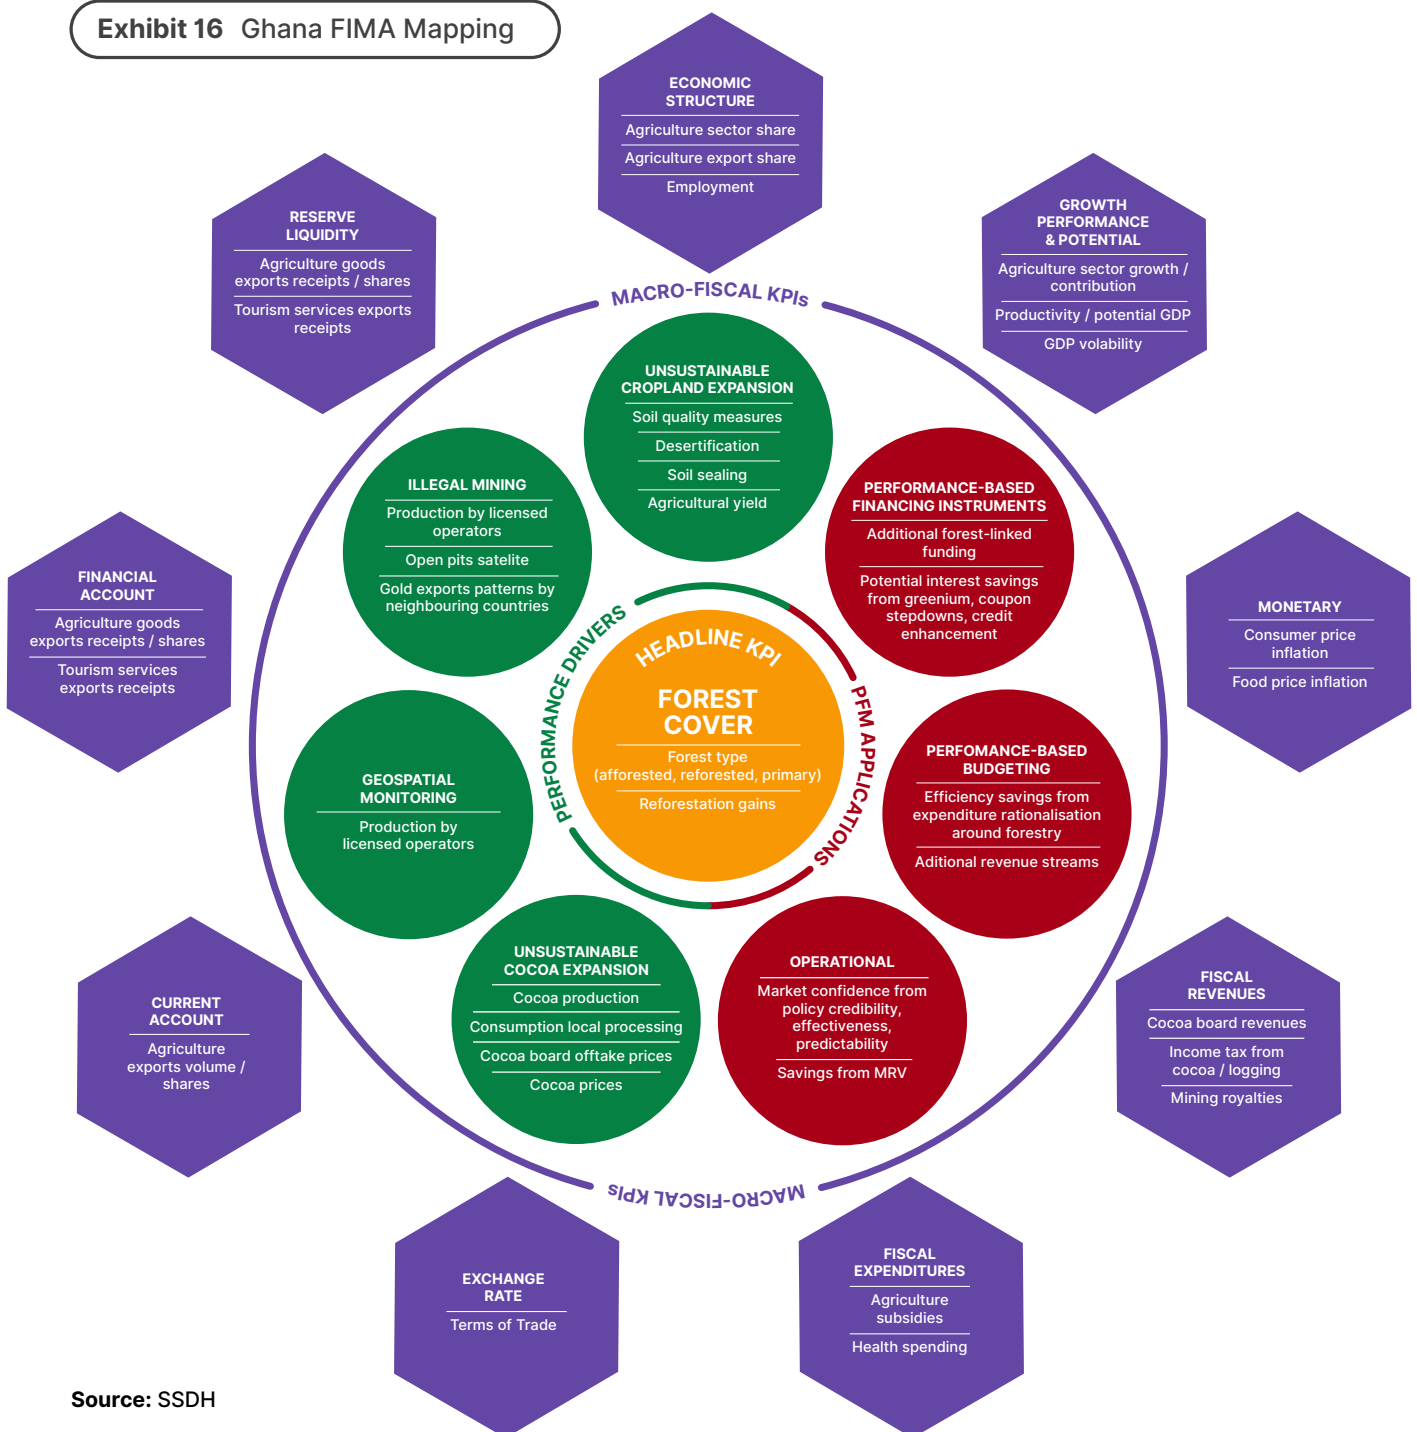 Exhibit 16 Ghana FIMA Mapping
ECONOMIC
STRUCTURE
Agriculture sector share
Agriculture export share
Employment
RESERVE
LIQUIDITY
Agriculture goods
exports receipts / shares
Tourism services exports
receipts
GROWTH
PERFORMANCE
& POTENTIAL
Agriculture sector growth /
contribution
Productivity / potential GDP
GDP volability
MACRO-FISCAL KPIs
UNSUSTAINABLE
CROPLAND EXPANSION
Soil quality measures
Desertification
Soil sealing
Agricultural yield
ILLEGAL MINING
Production by licensed
operators
Open pits satelite
Gold exports patterns by
neighbouring countries
PERFORMANCE-BASED
FINANCING INSTRUMENTS
Additional forest-linked
funding
Potential interest savings
from greenium, coupon
stepdowns, credit
enhancement
FINANCIAL
ACCOUNT
Agriculture goods
exports receipts / shares
Tourism services
exports receipts
MONETARY
Consumer price
inflation
Food price inflation
PERFORMANCE DRIVERS
HEADLINE KPI
FOREST
COVER
Forest type
(afforested, reforested, primary)
Reforestation gains
PFM APPLICATIONS
GEOSPATIAL
MONITORING
Production by
licensed operators
PERFOMANCE-BASED
BUDGETING
Efficiency savings from
expenditure rationalisation
around forestry
Aditional revenue streams
UNSUSTAINABLE
COCOA EXPANSION
Cocoa production
Consumption local processing
Cocoa board offtake prices
Cocoa prices
OPERATIONAL
Market confidence from
policy credibility,
effectiveness,
predictability
Savings from MRV
CURRENT
ACCOUNT
Agriculture
exports volume /
shares
FISCAL
REVENUES
Cocoa board revenues
Income tax from
cocoa / logging
Mining royalties
MACRO-FISCAL KPIs
EXCHANGE
RATE
Terms of Trade
FISCAL
EXPENDITURES
Agriculture
subsidies
Health spending
Source: SSDH